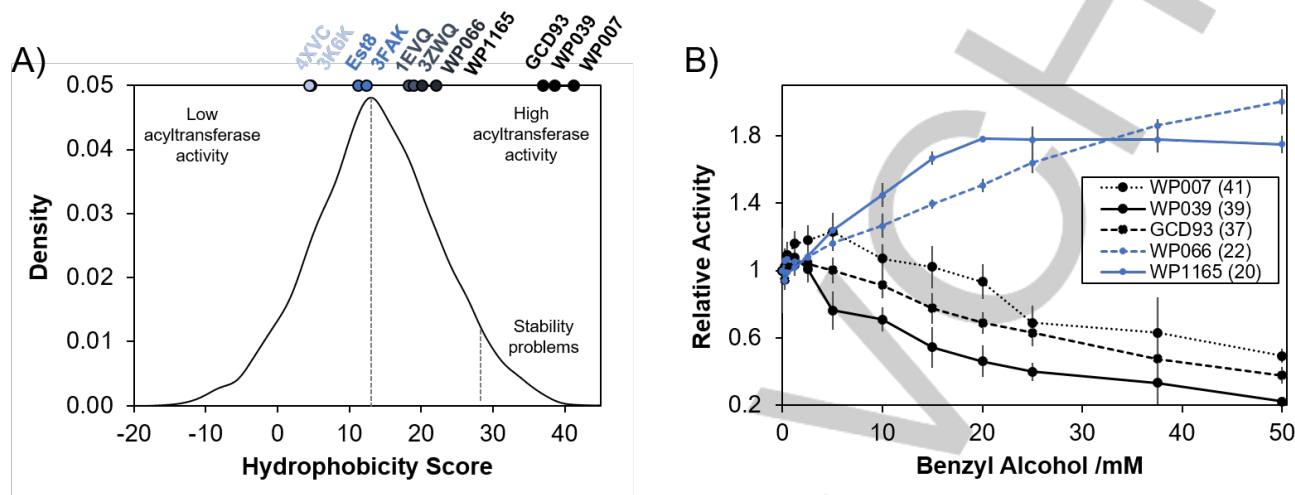 A)
4XVC
3K6K
Est8
3FAK
1EVQ
3ZWQ
WP066
WP1165
GCD93
WP039
WP007
0.05
0.04
0.03
0.02
0.01
0.00
Density
Low
acyltransferase
activity
High
acyltransferase
activity
Stability
problems
-20 -10 0 10 20 30 40
Hydrophobicity Score
B)
1.8
1.4
1
0.6
0.2
Relative Activity
WP007 (41)
WP039 (39)
GCD93 (37)
WP066 (22)
WP1165 (20)
0 10 20 30 40 50
Benzyl Alcohol /mM